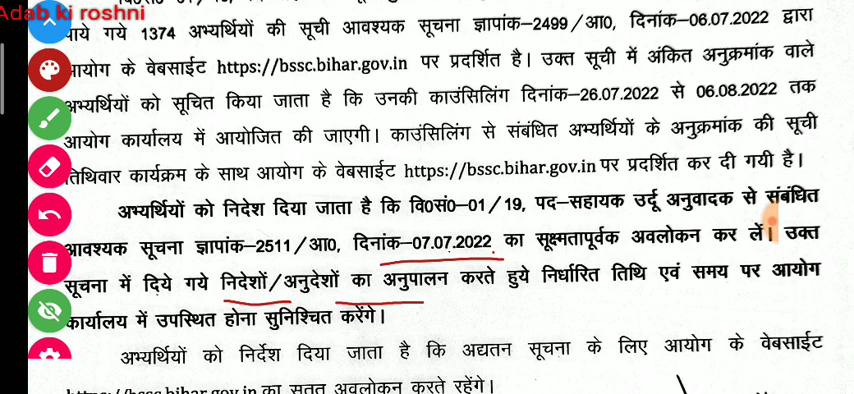 Adab ki roshni
पाये गये 1374 अभ्यर्थियों की सूची आवश्यक सूचना ज्ञापांक–2499/आ0, दिनांक–06.07.2022 द्वारा
आयोग के वेबसाईट https://bssc.bihar.gov.in पर प्रदर्शित है। उक्त सूची में अंकित अनुक्रमांक वाले
अभ्यर्थियों को सूचित किया जाता है कि उनकी काउंसिलिंग दिनांक–26.07.2022 से 06.08.2022 तक
आयोग कार्यालय में आयोजित की जाएगी। काउंसिलिंग से संबंधित अभ्यर्थियों के अनुक्रमांक की सूची
तिथिवार कार्यक्रम के साथ आयोग के वेबसाईट https://bssc.bihar.gov.in पर प्रदर्शित कर दी गयी है।
अभ्यर्थियों को निदेश दिया जाता है कि वि0सं0–01/19, पद–सहायक उर्दू अनुवादक से संबंधित
आवश्यक सूचना ज्ञापांक–2511/आ0, दिनांक–07.07.2022 का सूक्ष्मतापूर्वक अवलोकन कर लें। उक्त
सूचना में दिये गये निदेशों/अनुदेशों का अनुपालन करते हुये निर्धारित तिथि एवं समय पर आयोग
कार्यालय में उपस्थित होना सुनिश्चित करेंगे।
अभ्यर्थियों को निर्देश दिया जाता है कि अद्यतन सूचना के लिए आयोग के वेबसाईट
https://bssc.bihar.gov.in का सतत अवलोकन करते रहेंगे।